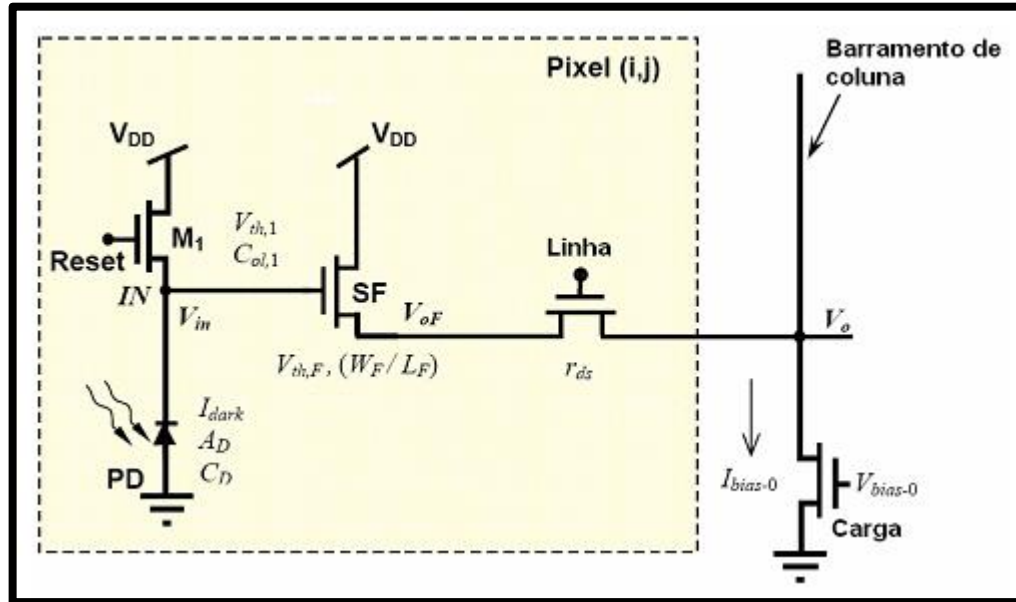 Pixel (i,j)
Barramento de
coluna
V_DD
V_DD
M_1
Reset
V_th,1
C_ol,1
Linha
IN
SF
V_in
V_oF
V_o
V_th,F , (W_F / L_F)
r_ds
I_dark
A_D
C_D
PD
I_bias-0
V_bias-0
Carga